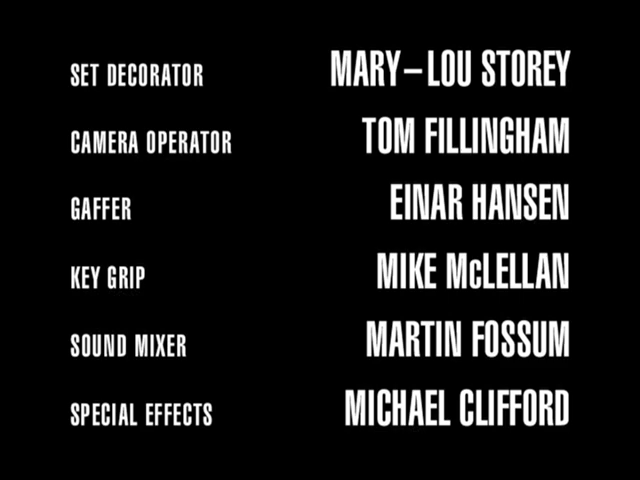 SET DECORATOR MARY–LOU STOREY
CAMERA OPERATOR TOM FILLINGHAM
GAFFER EINAR HANSEN
KEY GRIP MIKE McLELLAN
SOUND MIXER MARTIN FOSSUM
SPECIAL EFFECTS MICHAEL CLIFFORD